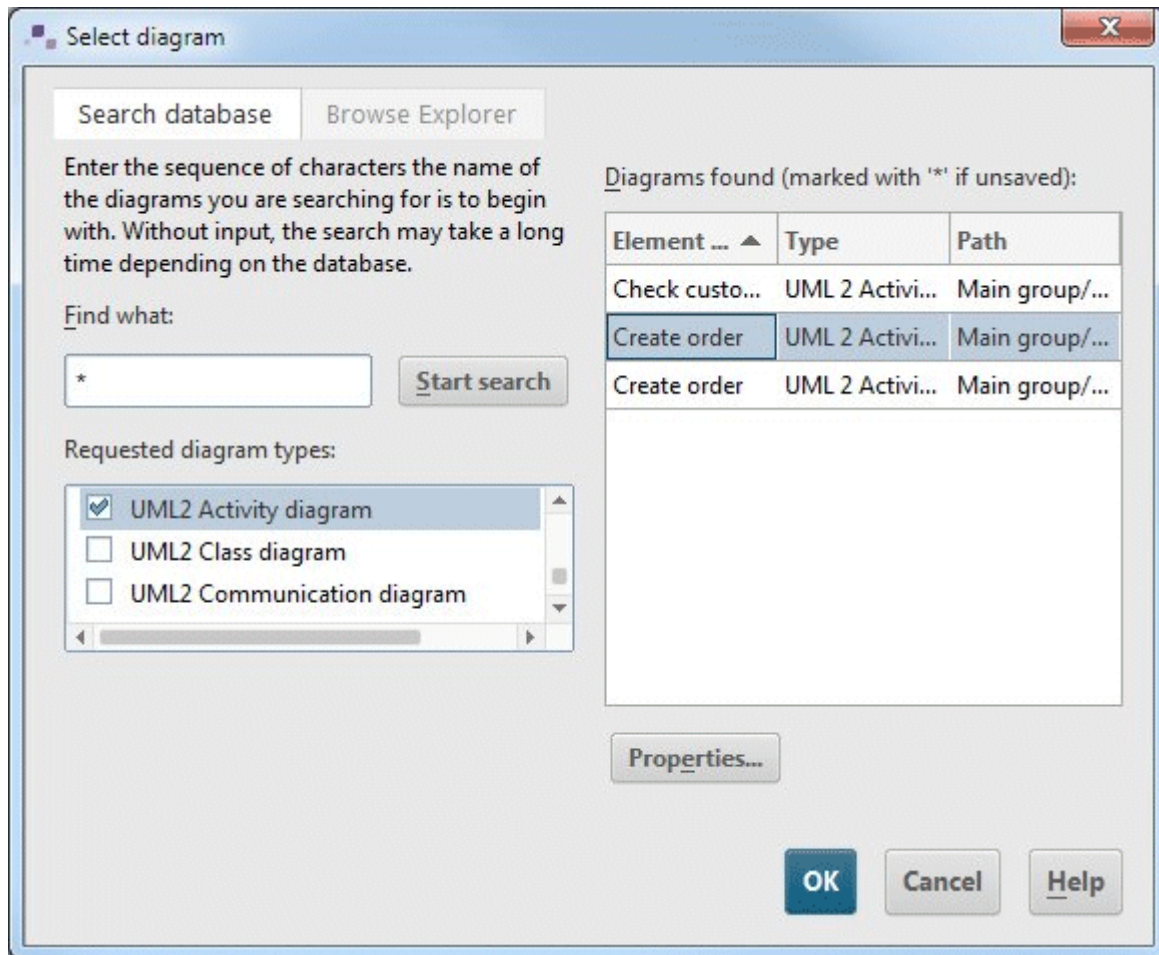 Select diagram
Search database Browse Explorer
Enter the sequence of characters the name of
the diagrams you are searching for is to begin
with. Without input, the search may take a long
time depending on the database.
Find what:
*
Start search
Requested diagram types:
UML2 Activity diagram
UML2 Class diagram
UML2 Communication diagram
Diagrams found (marked with '*' if unsaved):
Element ... Type Path
Check custo... UML 2 Activi... Main group/...
Create order UML 2 Activi... Main group/...
Create order UML 2 Activi... Main group/...
Properties...
OK Cancel Help